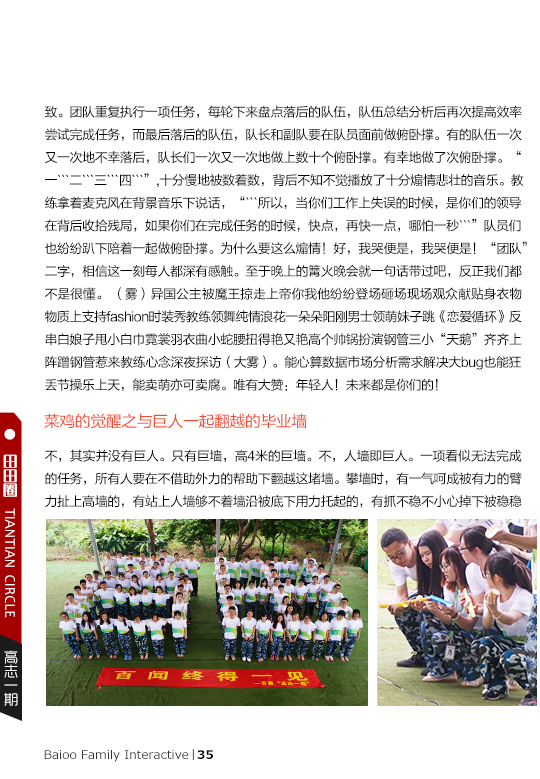 致。团队重复执行一项任务，每轮下来盘点落后的队伍，队伍总结分析后再次提高效率
尝试完成任务，而最后落后的队伍，队长和副队要在队员面前做俯卧撑。有的队伍一次
又一次地不幸落后，队长们一次又一次地做上数十个俯卧撑。有幸地做了次俯卧撑。“
一```二```三```四```”,十分慢地被数着数，背后不知不觉播放了十分煽情悲壮的音乐。教
练拿着麦克风在背景音乐下说话，“```所以，当你们工作上失误的时候，是你们的领导
在背后收拾残局，如果你们在完成任务的时候，快点，再快一点，哪怕一秒```”队员们
也纷纷趴下陪着一起做俯卧撑。为什么要这么煽情！好，我哭便是，我哭便是！“团队”
二字，相信这一刻每人都深有感触。至于晚上的篝火晚会就一句话带过吧，反正我们都
不是很懂。（雾）异国公主被魔王掠走上帝你我他纷纷登场砸场现场观众献贴身衣物
物质上支持fashion时装秀教练领舞纯情浪花一朵朵阳刚男士领萌妹子跳《恋爱循环》反
串白娘子甩小白巾霓裳羽衣曲小蛇腰扭得艳又艳高个帅锅扮演钢管三小“天鹅”齐齐上
阵蹭钢管惹来教练心念深夜探访（大雾）。能心算数据市场分析需求解决大bug也能狂
丢节操乐上天，能卖萌亦可卖腐。唯有大赞：年轻人！未来都是你们的！
菜鸡的觉醒之与巨人一起翻越的毕业墙
不，其实并没有巨人。只有巨墙，高4米的巨墙。不，人墙即巨人。一项看似无法完成
的任务，所有人要在不借助外力的帮助下翻越这堵墙。攀墙时，有一气呵成被有力的臂
力扯上高墙的，有站上人墙够不着墙沿被底下用力托起的，有抓不稳不小心掉下被稳稳
田田圈 TIANTIAN CIRCLE
高志一期
百闻终得一见
Baioo Family Interactive | 35